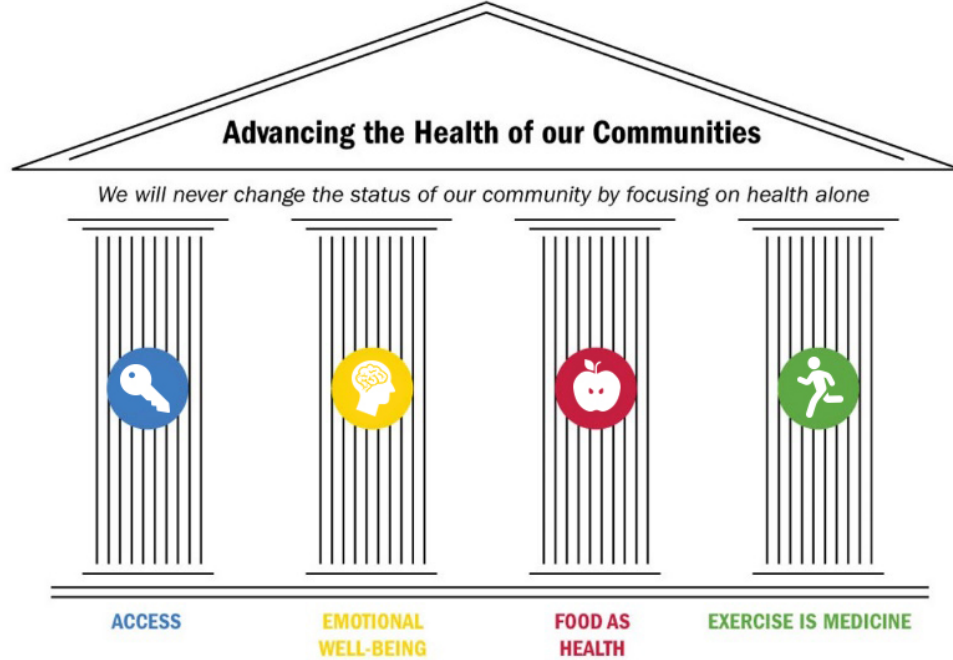 Advancing the Health of our Communities
We will never change the status of our community by focusing on health alone
ACCESS
EMOTIONAL
WELL-BEING
FOOD AS
HEALTH
EXERCISE IS MEDICINE